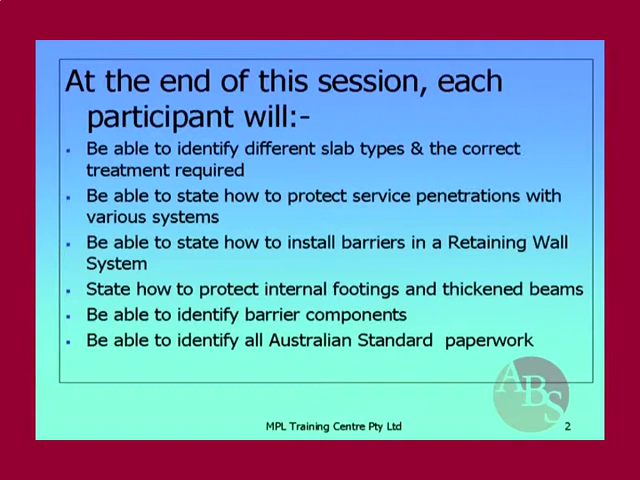 At the end of this session, each
participant will:-
▪ Be able to identify different slab types & the correct
treatment required
▪ Be able to state how to protect service penetrations with
various systems
▪ Be able to state how to install barriers in a Retaining Wall
System
▪ State how to protect internal footings and thickened beams
▪ Be able to identify barrier components
▪ Be able to identify all Australian Standard  paperwork
ABS
MPL Training Centre Pty Ltd
2